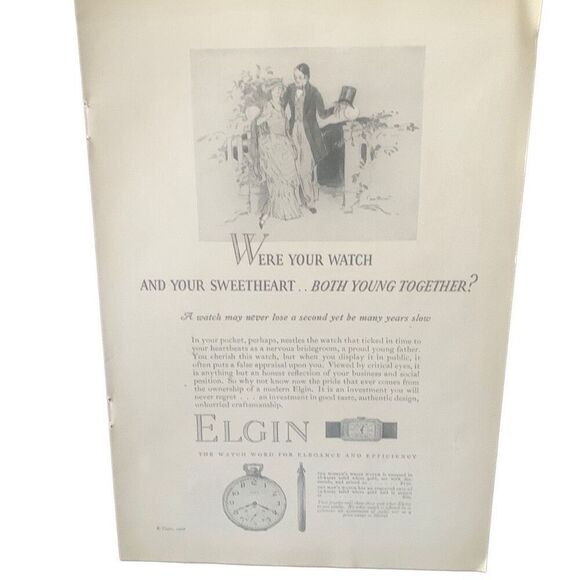 WERE YOUR WATCH
AND YOUR SWEETHEART . . BOTH YOUNG TOGETHER?
A watch may never lose a second yet be many years slow
In your pocket, perhaps, nestles the watch that ticked in time to
your heartbeats as a nervous bridegroom, a proud young father.
You cherish this watch, but when you display it in public, it
often puts a false appraisal upon you. Viewed by critical eyes, it
is anything but an honest reflection of your business and social
position. So why not know now the pride that ever comes from
the ownership of a modern Elgin. It is an investment you will
never regret . . . an investment in good taste, authentic design,
unhurried craftsmanship.
ELGIN
THE WATCH WORD FOR ELEGANCE AND EFFICIENCY
© Elgin,